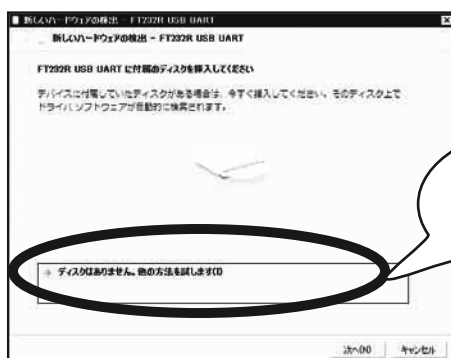 新しいハードウェアの検出 - FT232R USB UART
新しいハードウェアの検出 - FT232R USB UART
FT232R USB UART に付属のディスクを挿入してください
デバイスに付属していたディスクがある場合は、今すぐ挿入してください。そのディスク上で
ドライバ ソフトウェアが自動的に検索されます。
ディスクはありません。他の方法を試します(I)
次へ(N)
キャンセル